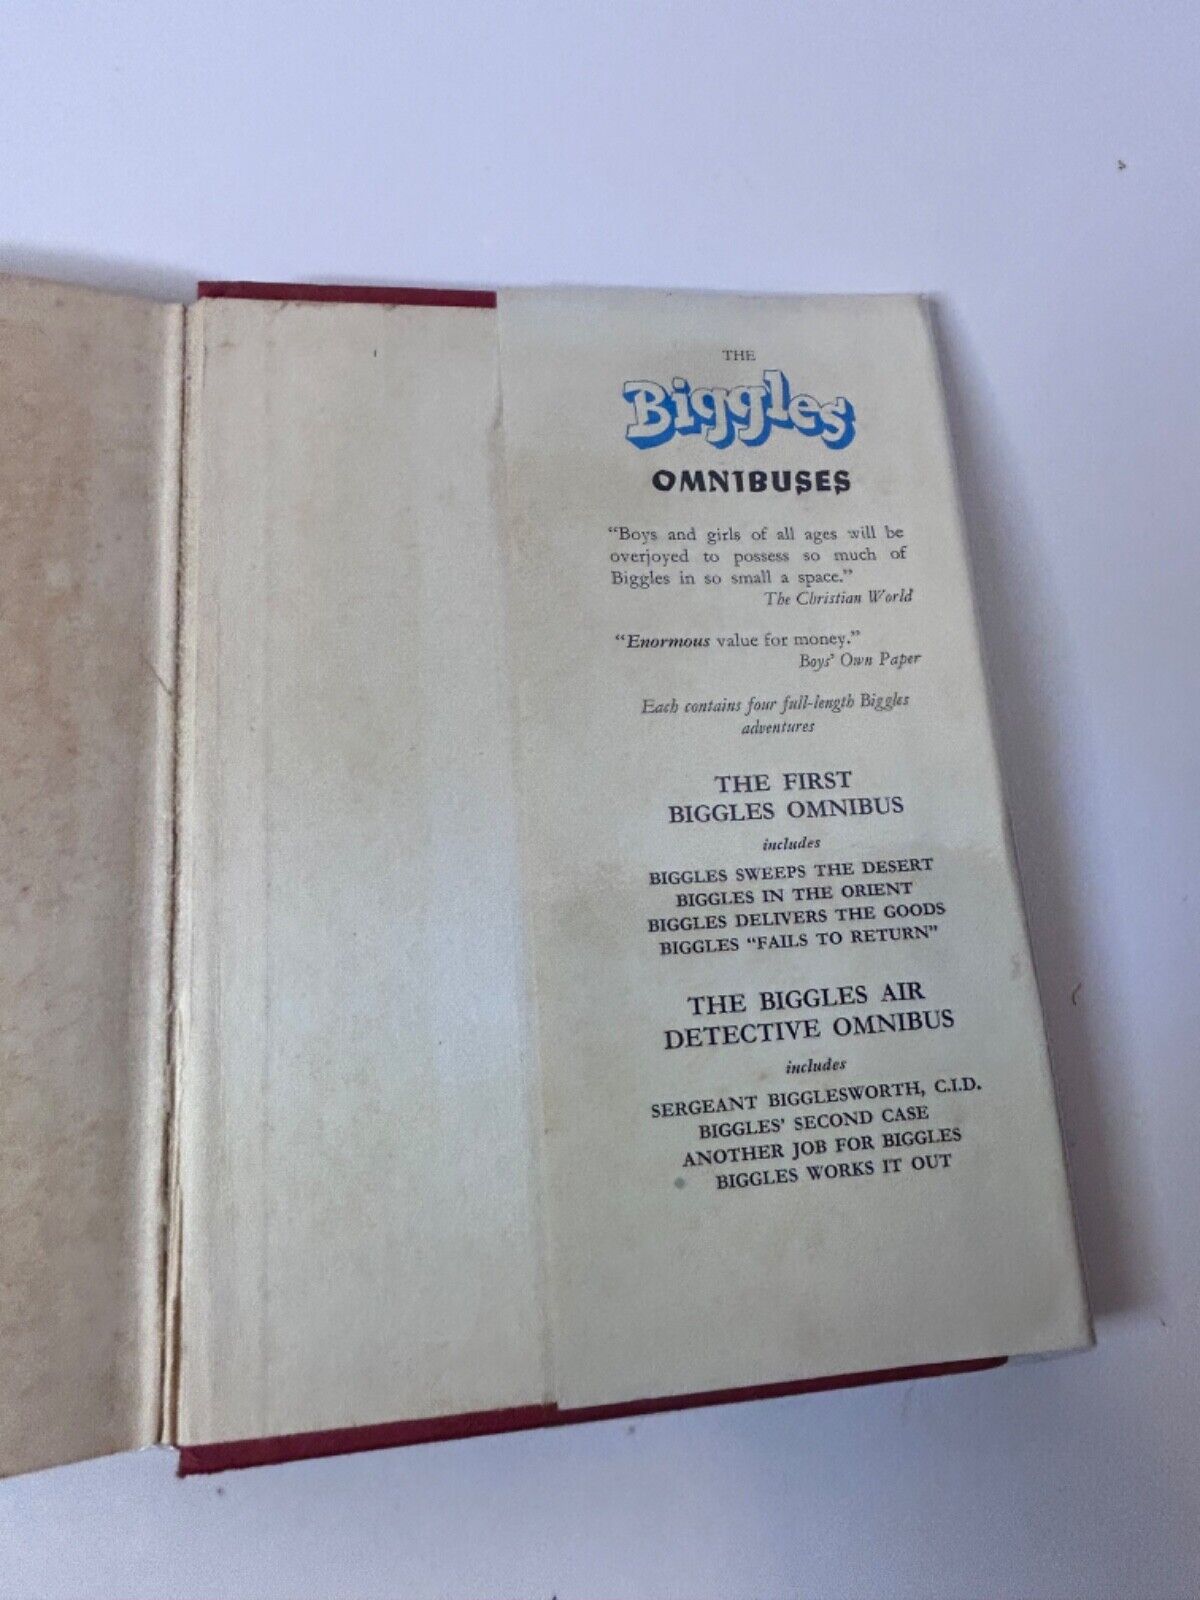 THE
Biggles
OMNIBUSES
"Boys and girls of all ages will be
overjoyed to possess so much of
Biggles in so small a space."
The Christian World
"Enormous value for money."
Boys' Own Paper
Each contains four full-length Biggles
adventures
THE FIRST
BIGGLES OMNIBUS
includes
BIGGLES SWEEPS THE DESERT
BIGGLES IN THE ORIENT
BIGGLES DELIVERS THE GOODS
BIGGLES "FAILS TO RETURN"
THE BIGGLES AIR
DETECTIVE OMNIBUS
includes
SERGEANT BIGGLESWORTH, C.I.D.
BIGGLES' SECOND CASE
ANOTHER JOB FOR BIGGLES
BIGGLES WORKS IT OUT